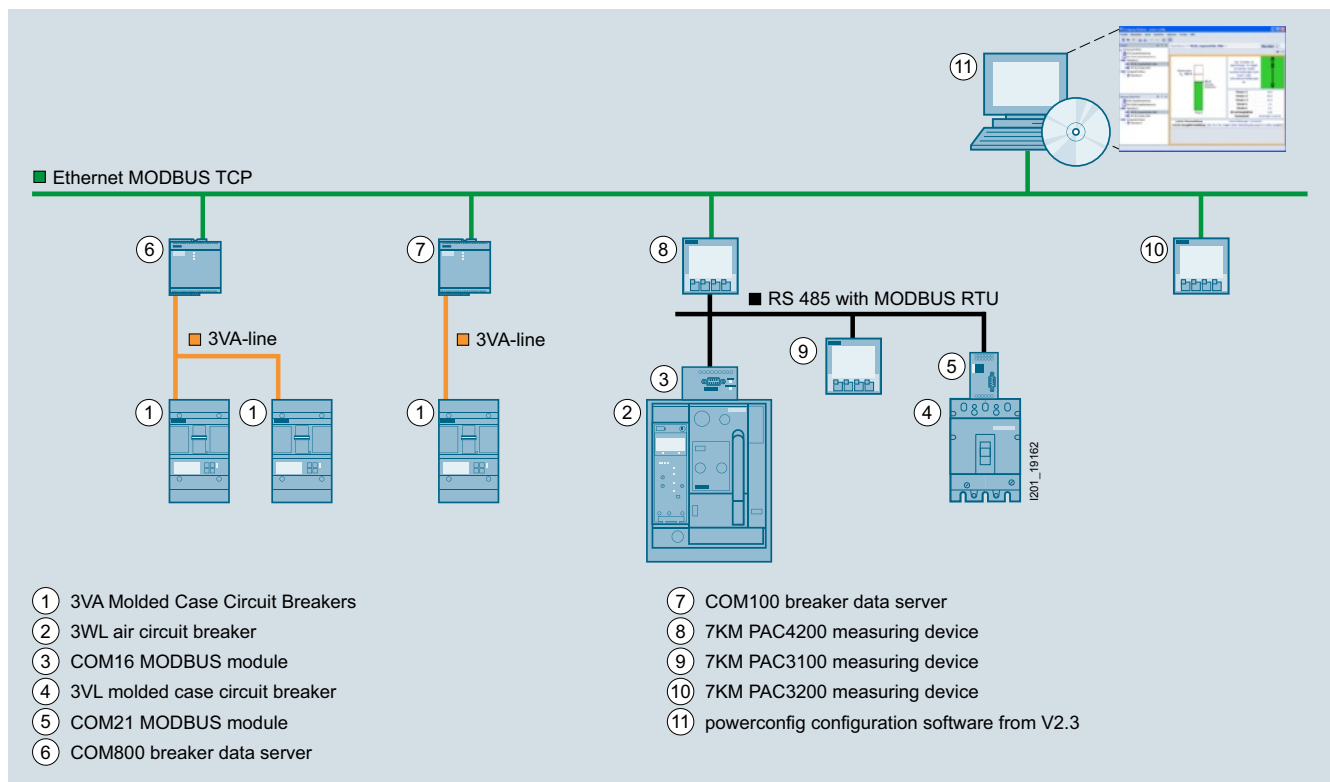 11
Ethernet MODBUS TCP
6
7
8
10
RS 485 with MODBUS RTU
3VA-line
3VA-line
9
3
5
1
1
1
2
4
I201_19162
1 3VA Molded Case Circuit Breakers
2 3WL air circuit breaker
3 COM16 MODBUS module
4 3VL molded case circuit breaker
5 COM21 MODBUS module
6 COM800 breaker data server
7 COM100 breaker data server
8 7KM PAC4200 measuring device
9 7KM PAC3100 measuring device
10 7KM PAC3200 measuring device
11 powerconfig configuration software from V2.3